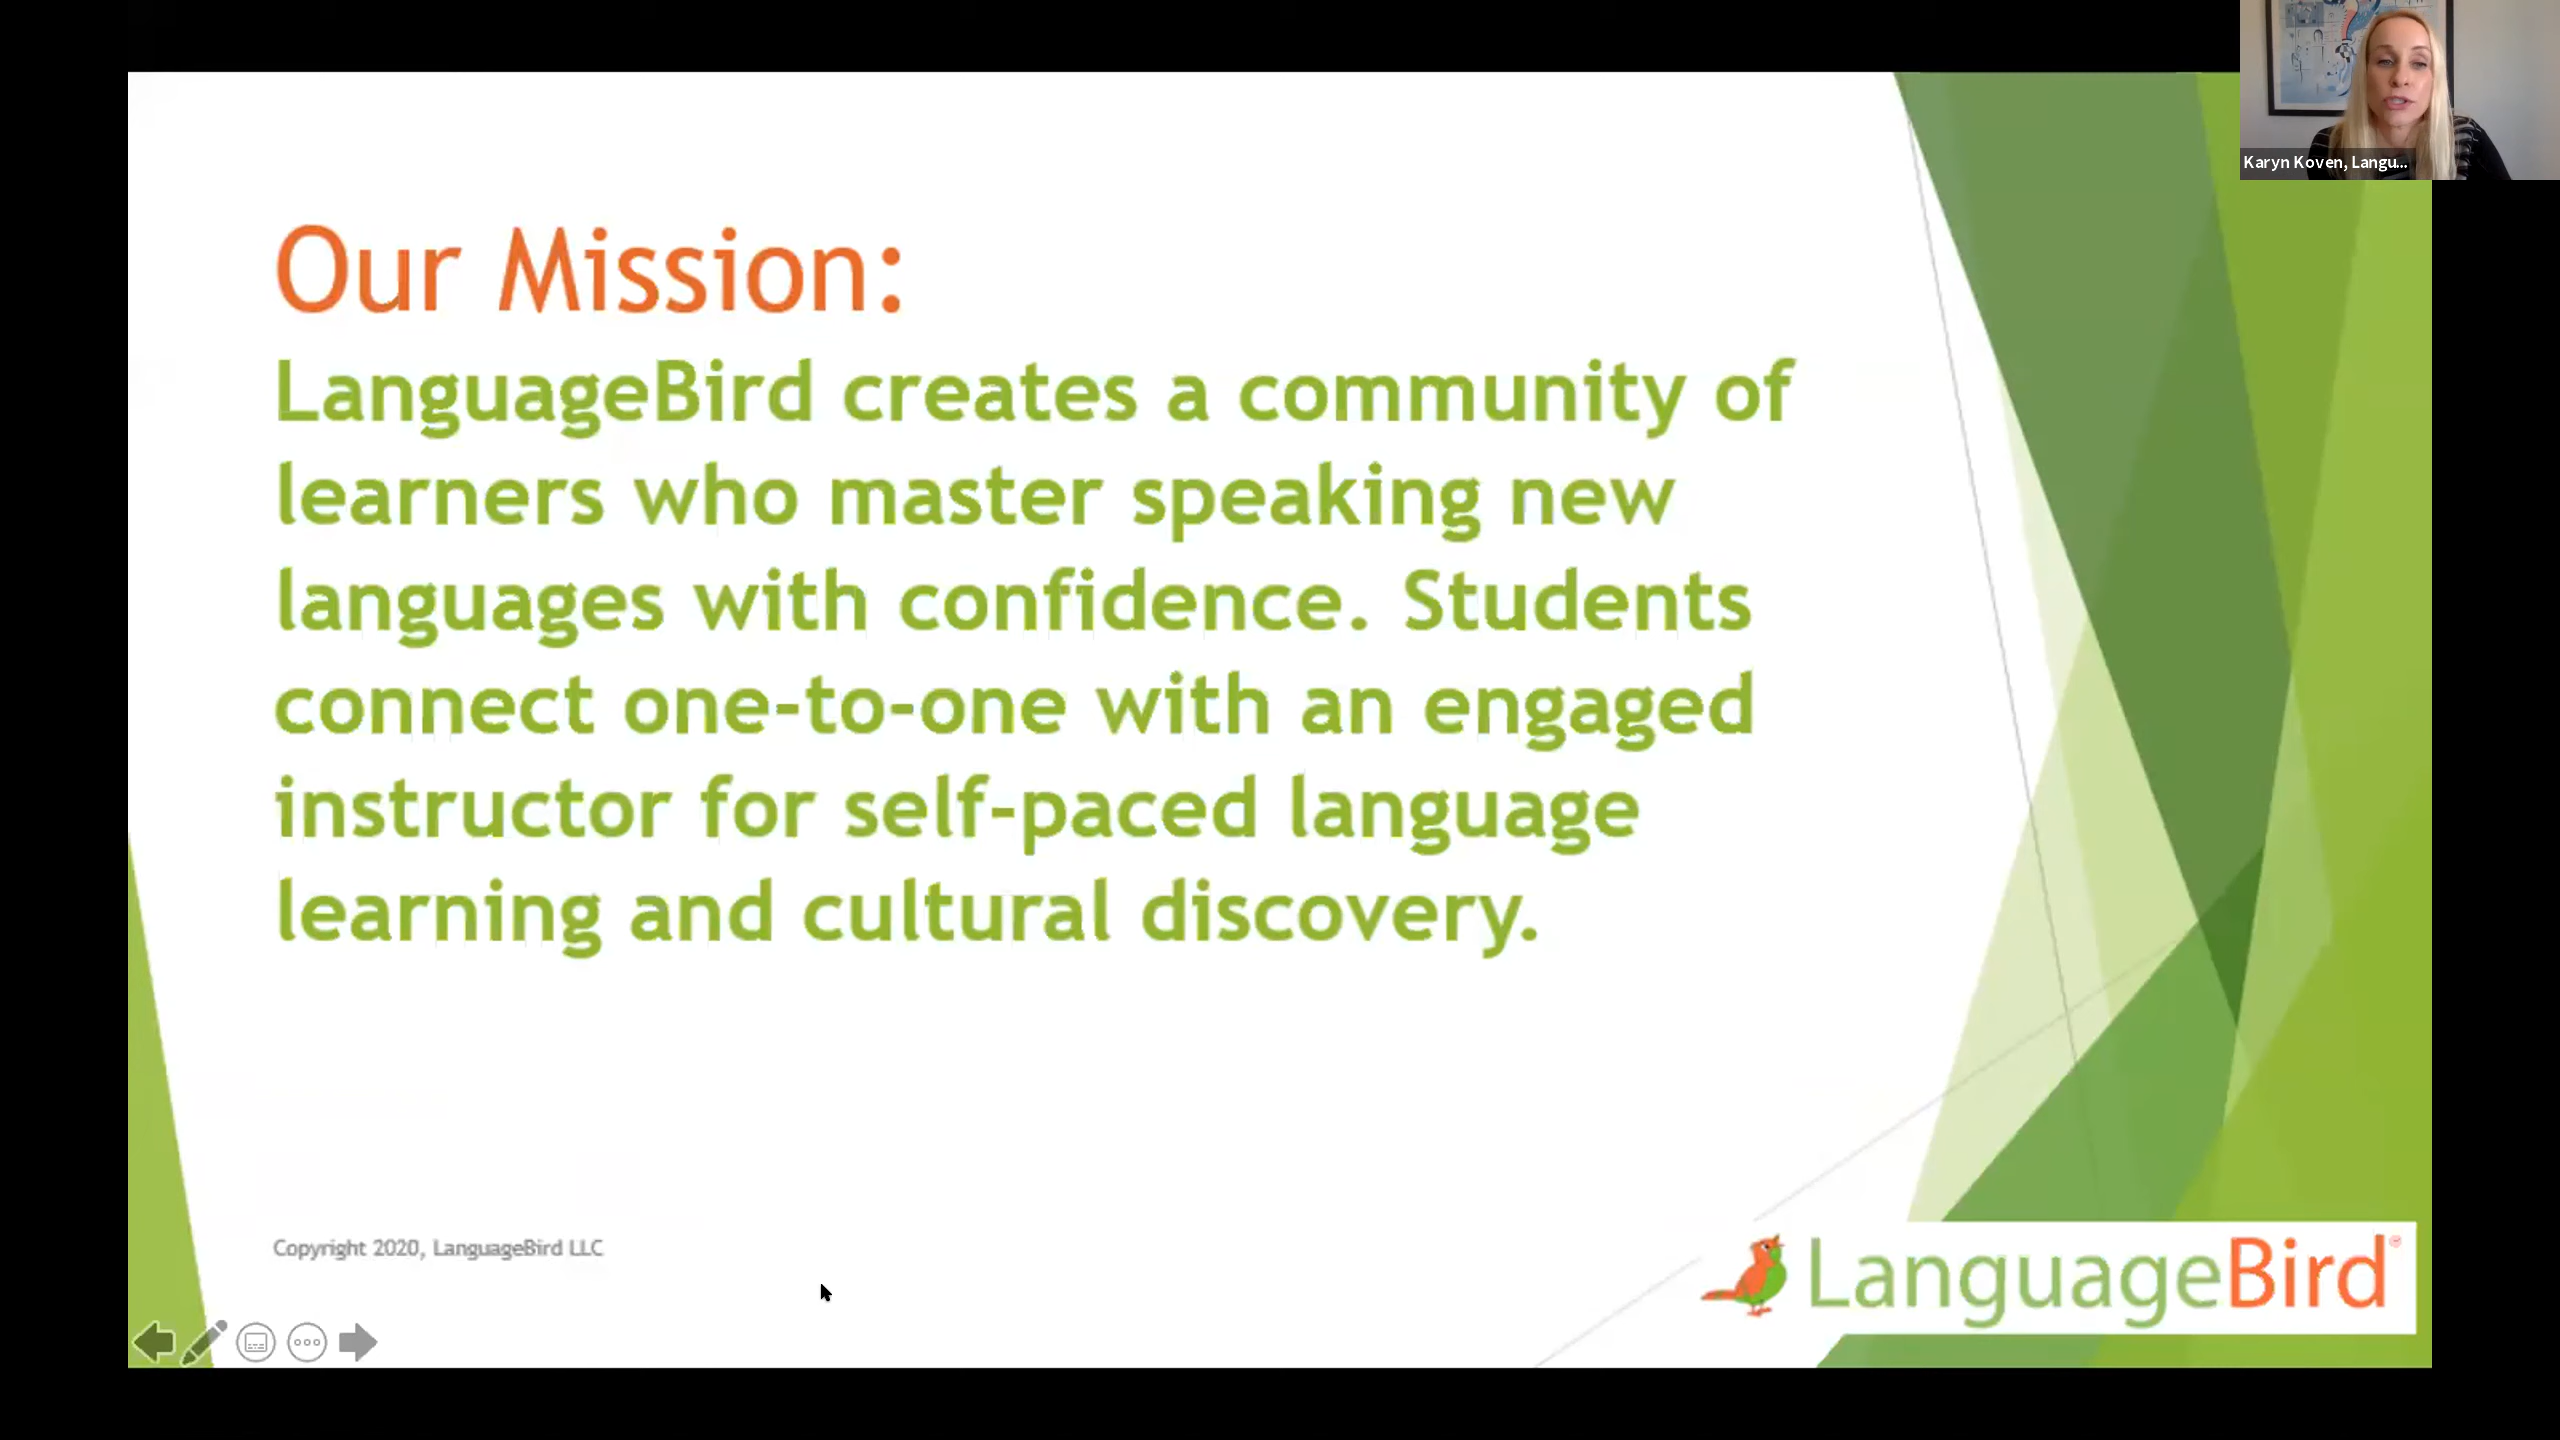 Karyn Koven, Langu...
Our Mission:
LanguageBird creates a community of
learners who master speaking new
languages with confidence. Students
connect one-to-one with an engaged
instructor for self-paced language
learning and cultural discovery.
Copyright 2020, LanguageBird LLC
LanguageBird